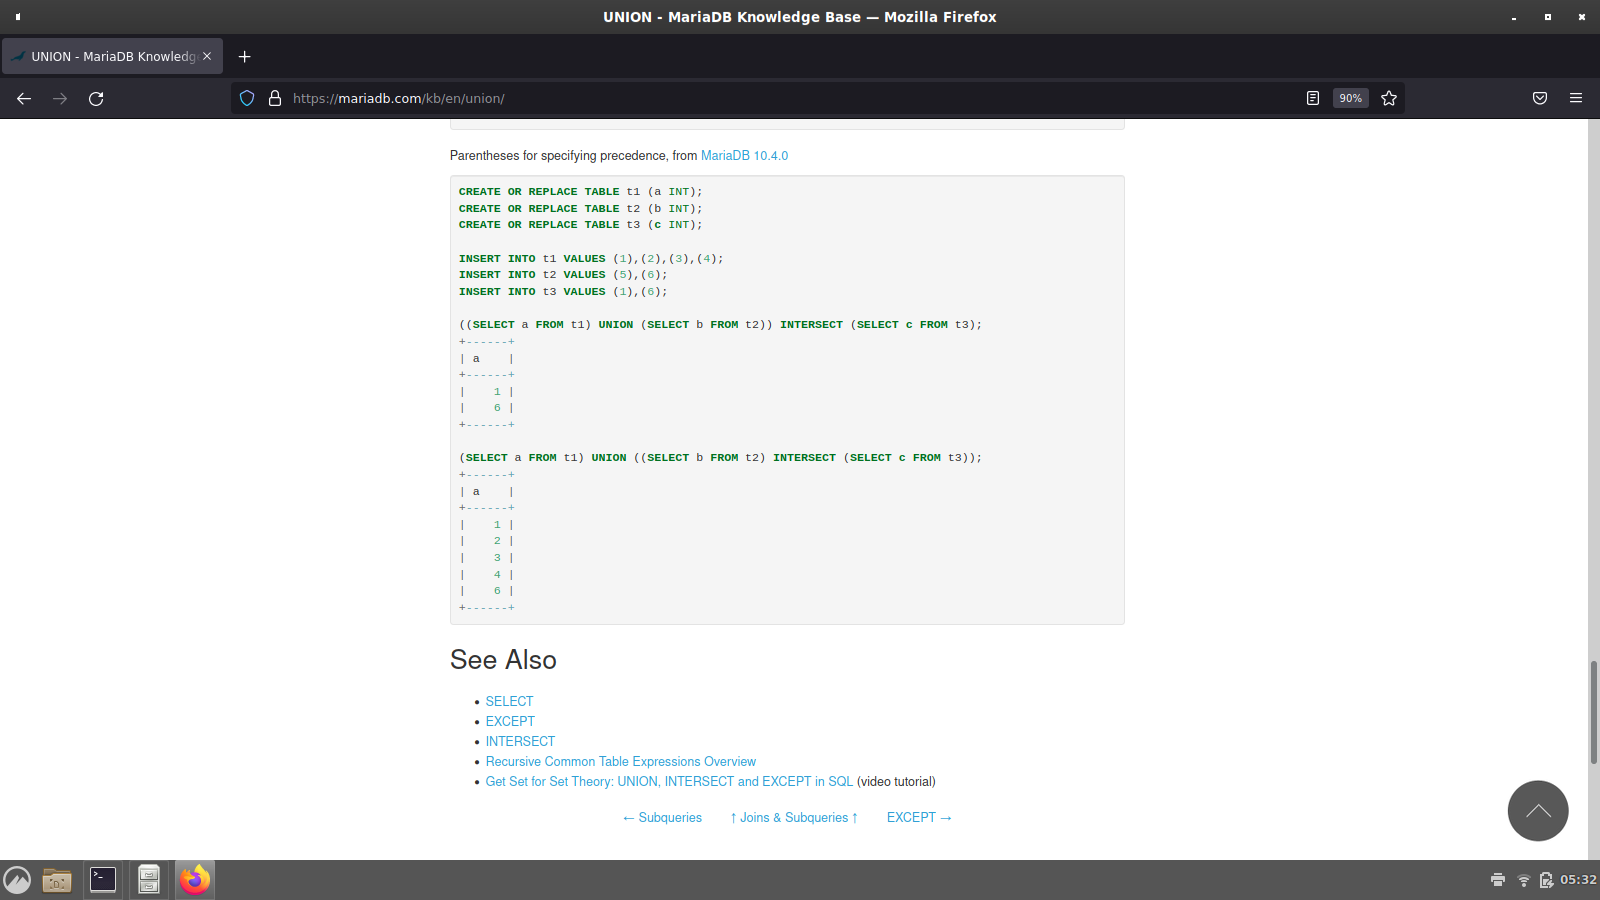 UNION - MariaDB Knowledge Base — Mozilla Firefox
UNION - MariaDB Knowledg
https://mariadb.com/kb/en/union/
90%
Parentheses for specifying precedence, from MariaDB 10.4.0
CREATE OR REPLACE TABLE t1 (a INT);
CREATE OR REPLACE TABLE t2 (b INT);
CREATE OR REPLACE TABLE t3 (c INT);
INSERT INTO t1 VALUES (1),(2),(3),(4);
INSERT INTO t2 VALUES (5),(6);
INSERT INTO t3 VALUES (1),(6);
((SELECT a FROM t1) UNION (SELECT b FROM t2)) INTERSECT (SELECT c FROM t3);
+------+
| a    |
+------+
|    1 |
|    6 |
+------+
(SELECT a FROM t1) UNION ((SELECT b FROM t2) INTERSECT (SELECT c FROM t3));
+------+
| a    |
+------+
|    1 |
|    2 |
|    3 |
|    4 |
|    6 |
+------+
See Also
• SELECT
• EXCEPT
• INTERSECT
• Recursive Common Table Expressions Overview
• Get Set for Set Theory: UNION, INTERSECT and EXCEPT in SQL (video tutorial)
← Subqueries ↑ Joins & Subqueries ↑ EXCEPT →
05:32